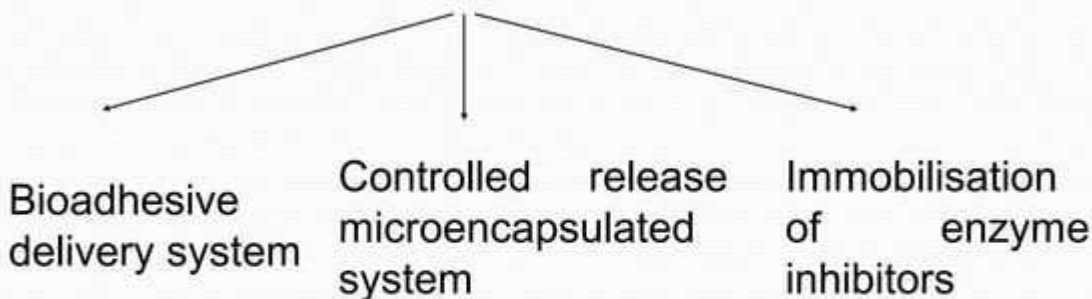 Bioadhesive
delivery system
Controlled release
microencapsulated
system
Immobilisation
of enzyme
inhibitors